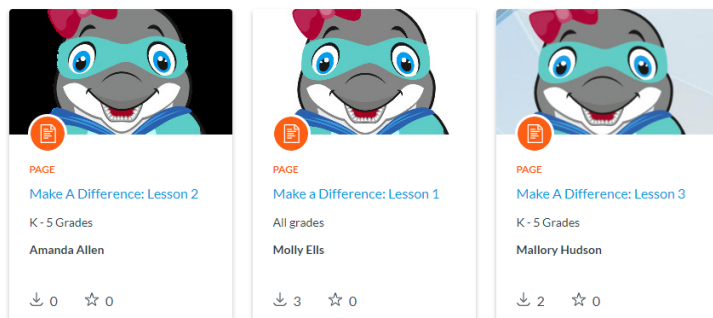 PAGE
Make A Difference: Lesson 2
K - 5 Grades
Amanda Allen
0 0
PAGE
Make a Difference: Lesson 1
All grades
Molly Ells
3 0
PAGE
Make A Difference: Lesson 3
K - 5 Grades
Mallory Hudson
2 0